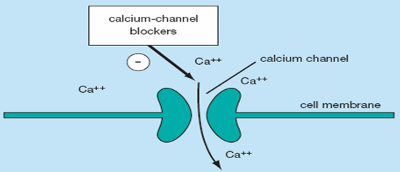 calcium-channel
blockers
−
Ca++
calcium channel
Ca++
Ca++
cell membrane
Ca++